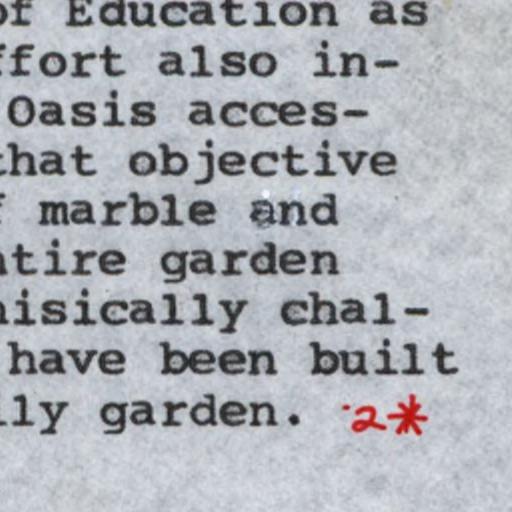 of Education as
ffort also in-
Oasis acces-
that objective
f marble and
ntire garden
hisically chal-
have been built
lly garden. 2*